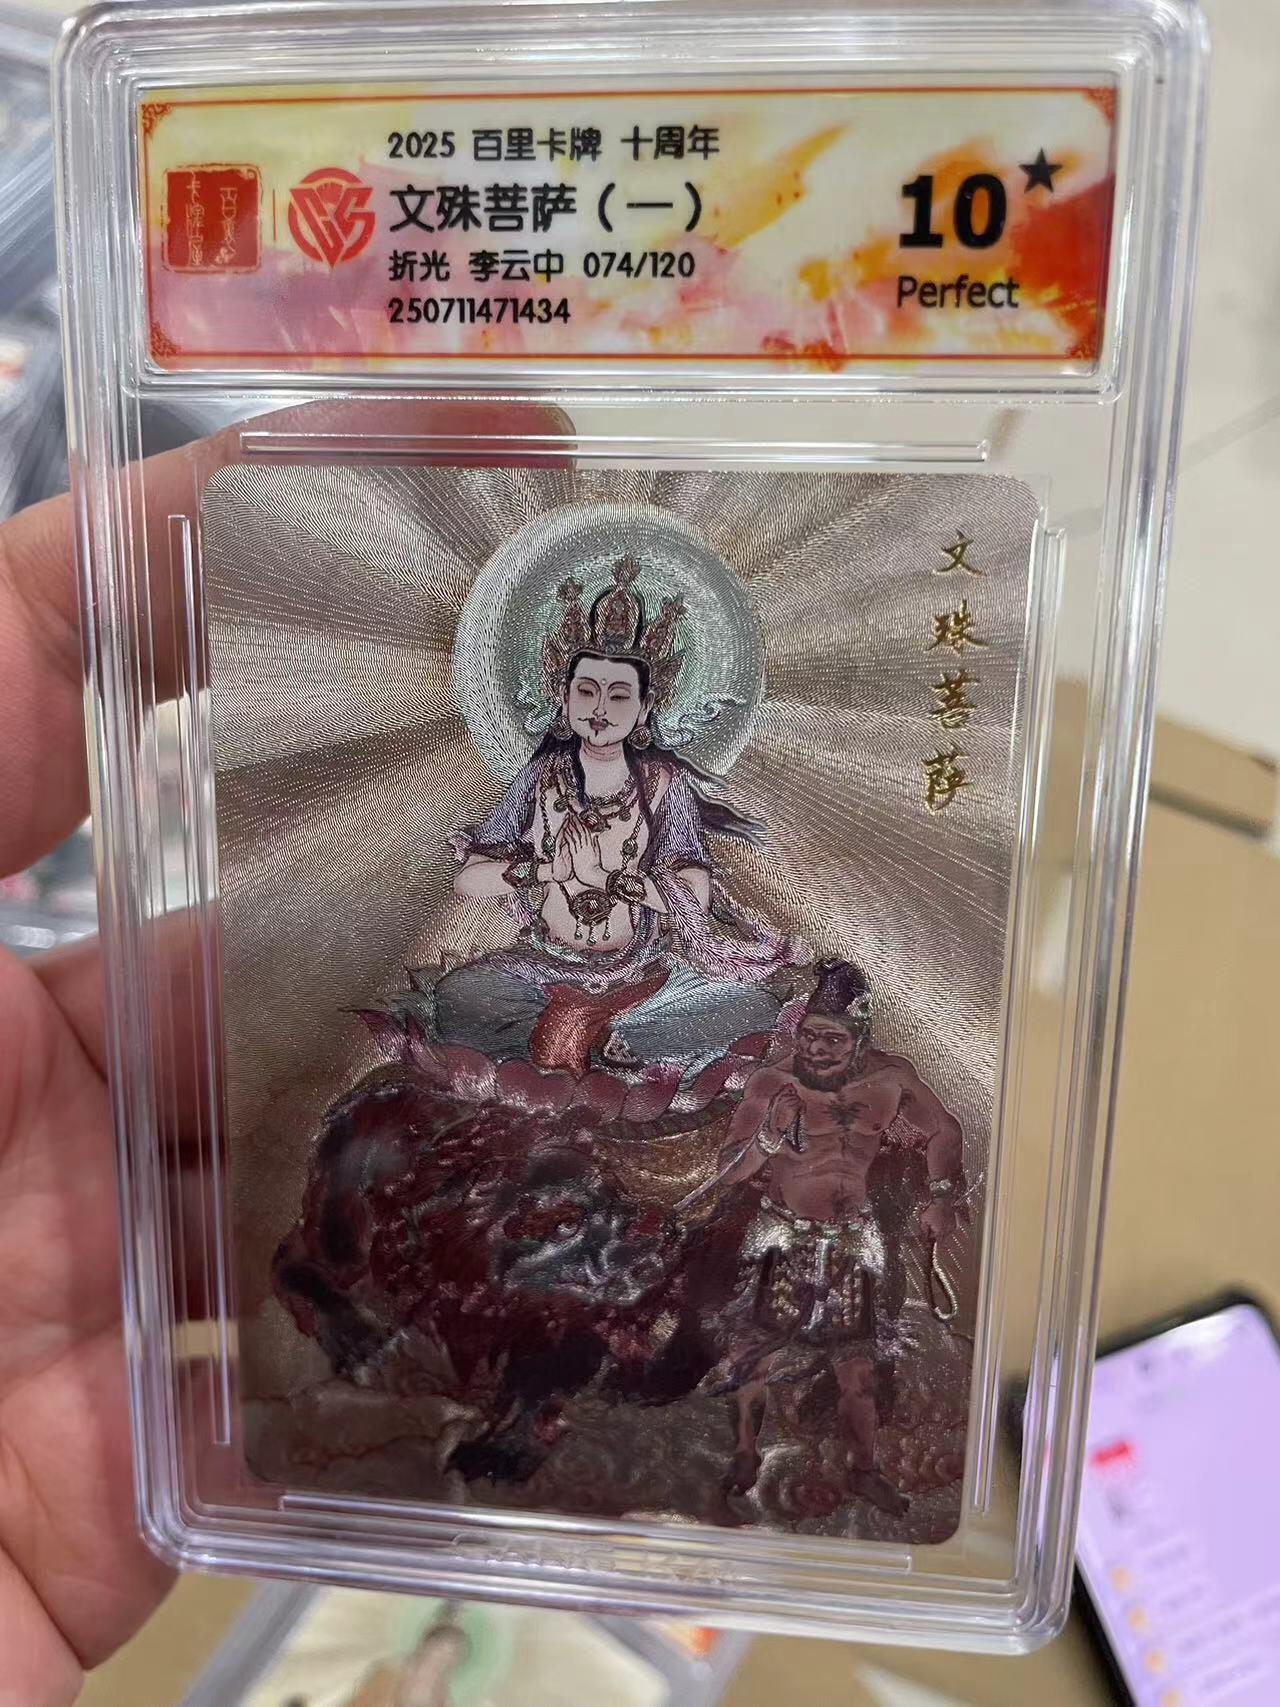 2025 百里卡牌 十周年
文殊菩萨（一）
折光 李云中 074/120
250711471434
10★
Perfect
文殊菩萨